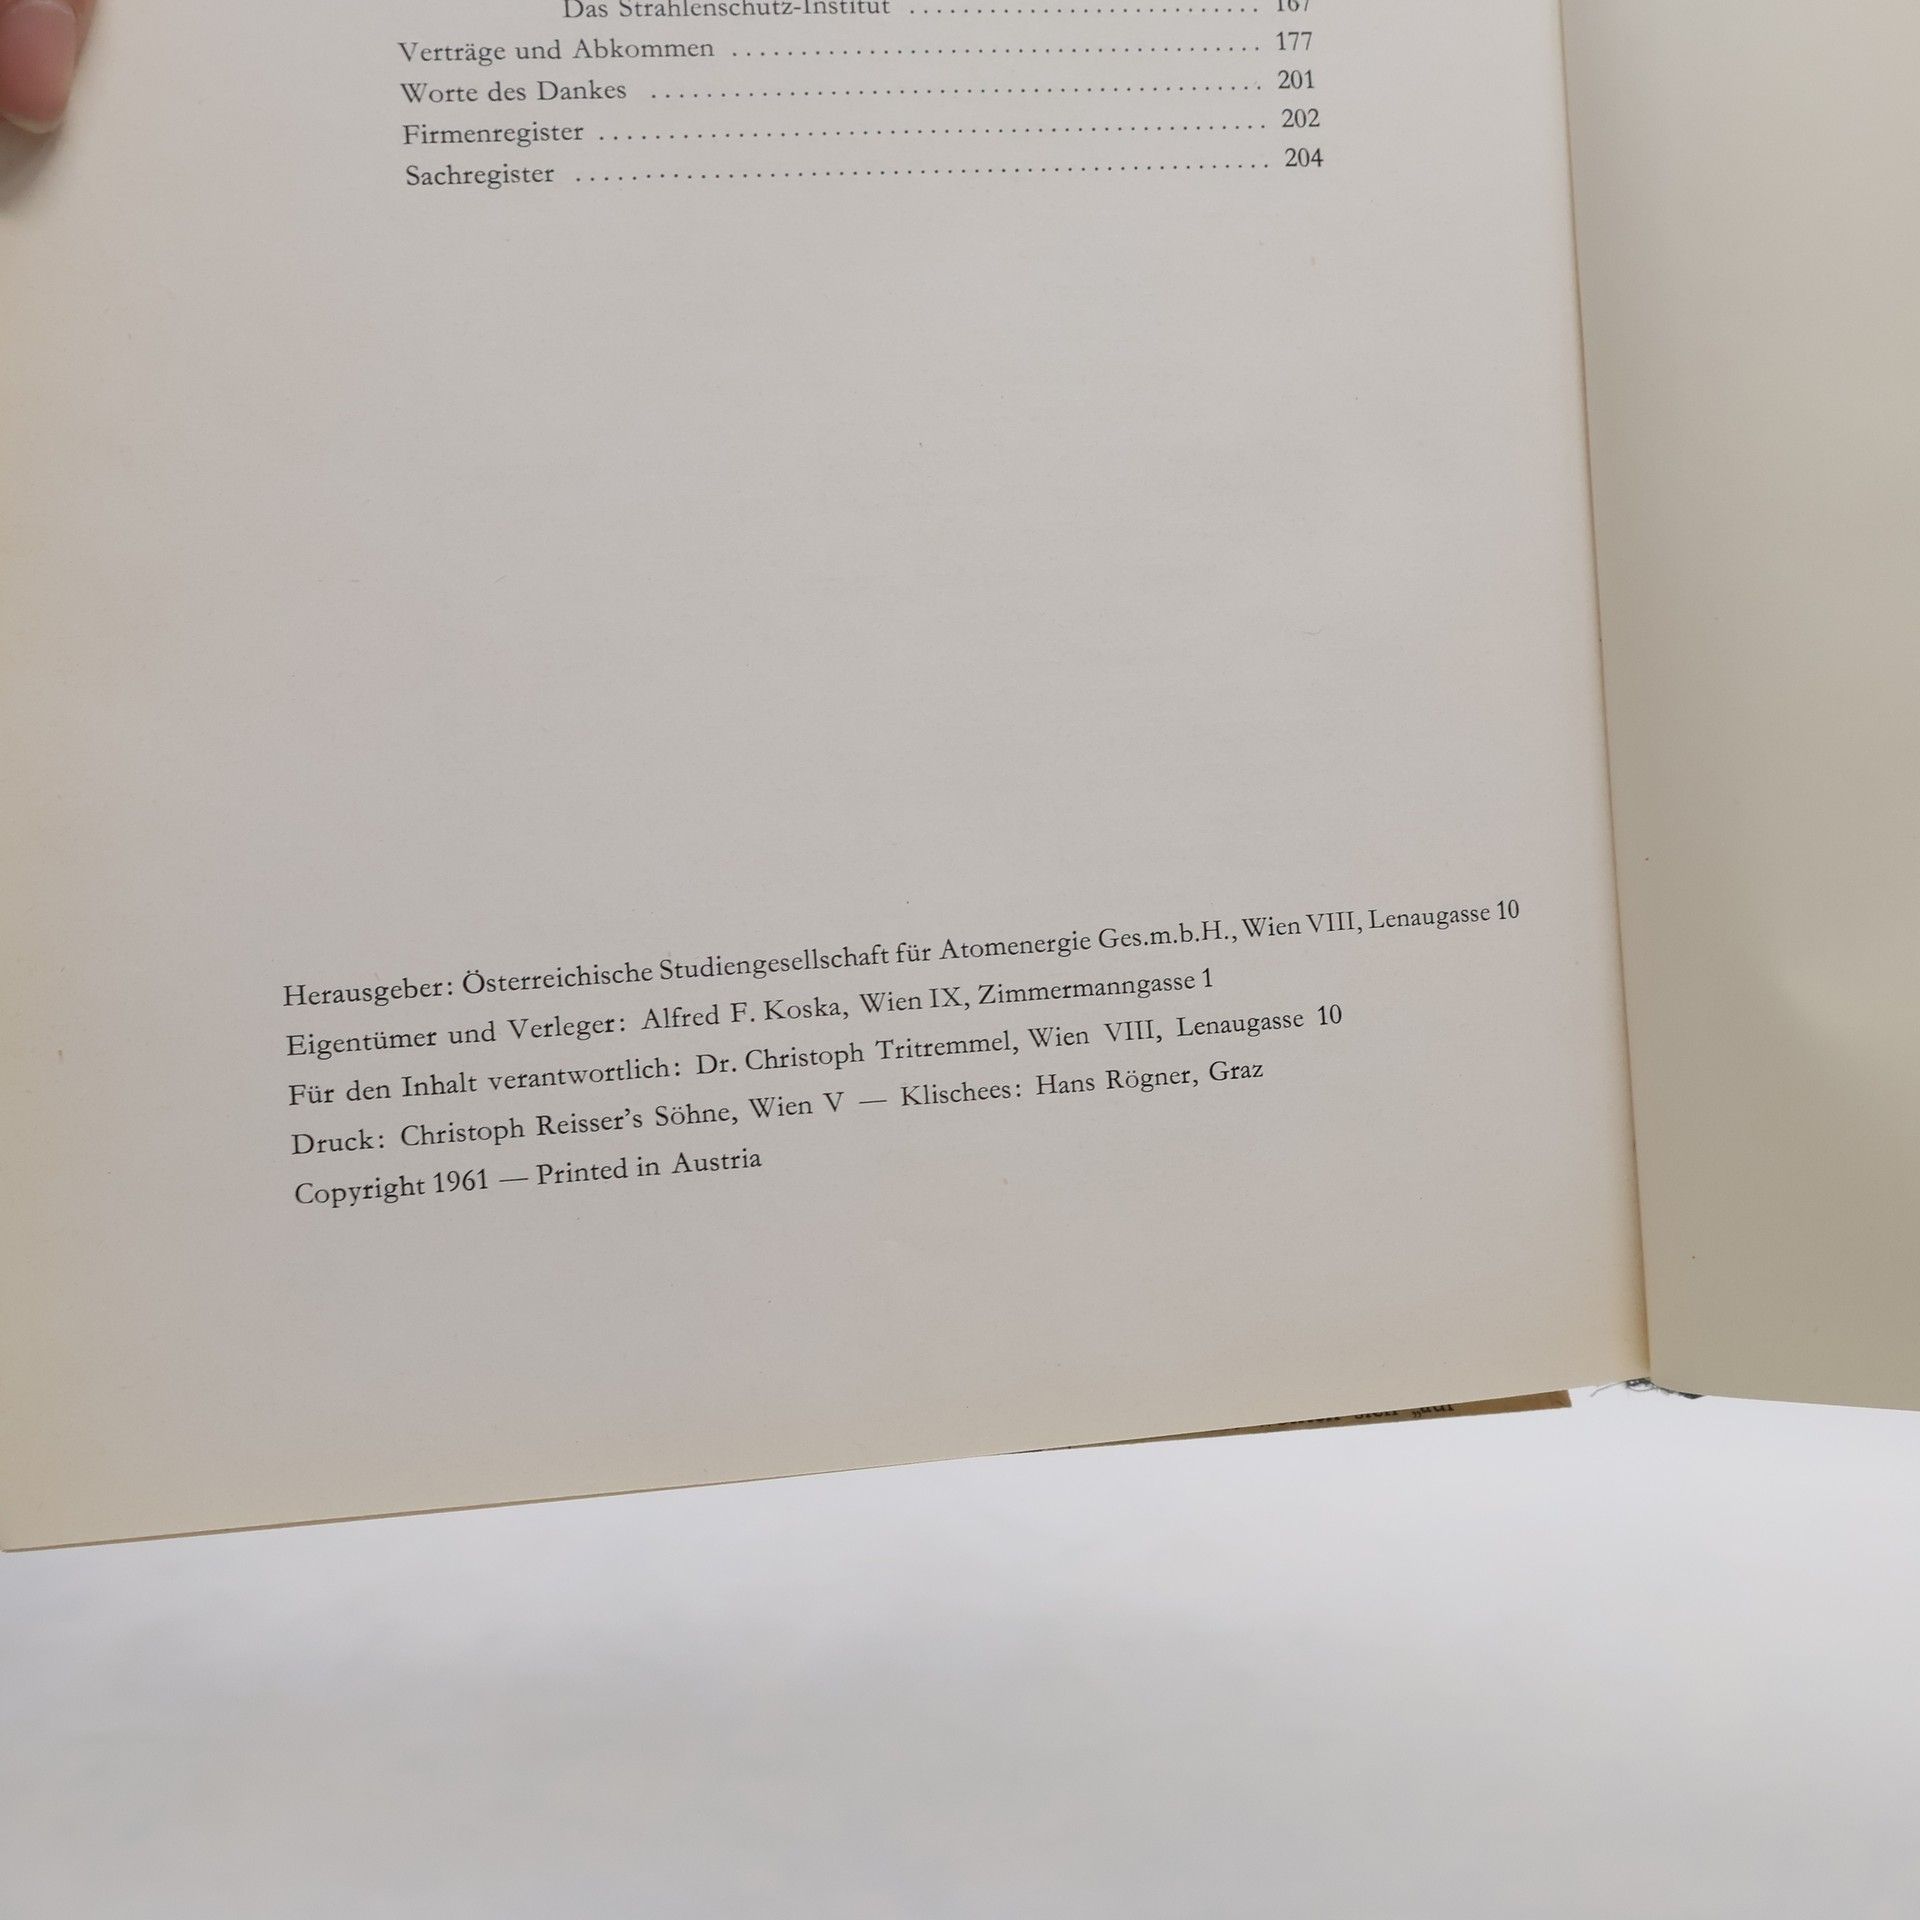 Das Strahlenschutz-Institut .......................... 167
Verträge und Abkommen ...................................... 177
Worte des Dankes ............................................ 201
Firmenregister ................................................ 202
Sachregister .................................................. 204
Herausgeber: Österreichische Studiengesellschaft für Atomenergie Ges.m.b.H., Wien VIII, Lenaugasse 10
Eigentümer und Verleger: Alfred F. Koska, Wien IX, Zimmermanngasse 1
Für den Inhalt verantwortlich: Dr. Christoph Tritremmel, Wien VIII, Lenaugasse 10
Druck: Christoph Reisser’s Söhne, Wien V — Klischees: Hans Rögner, Graz
Copyright 1961 — Printed in Austria
sich „auf